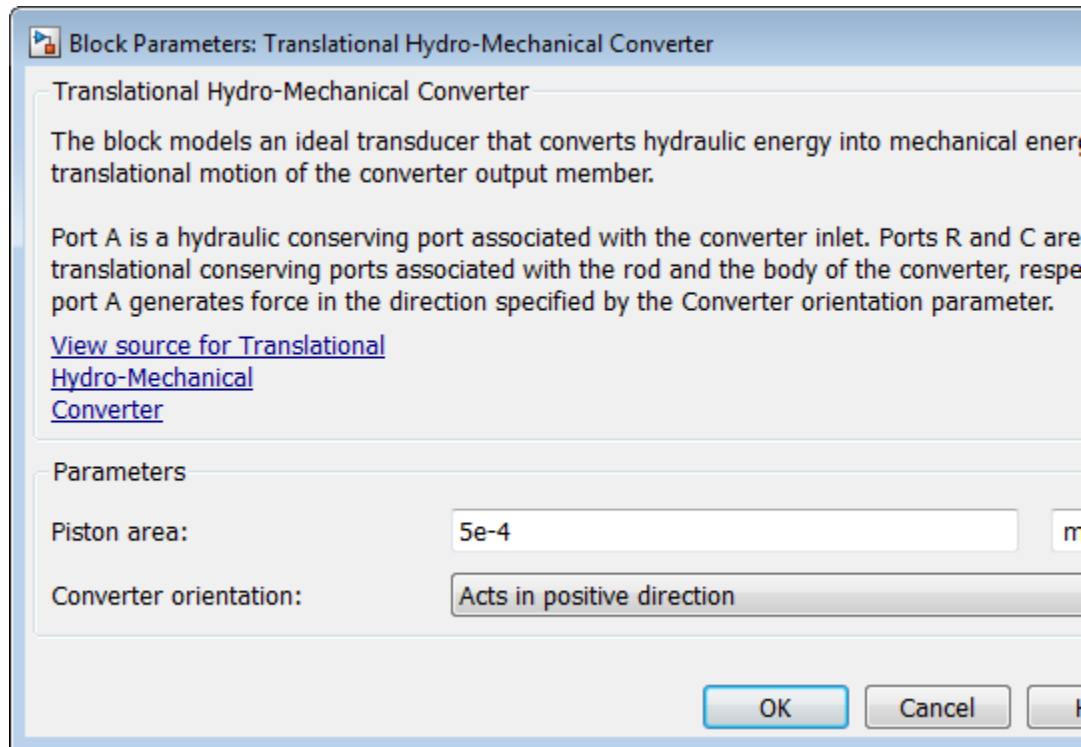 Block Parameters: Translational Hydro-Mechanical Converter
Translational Hydro-Mechanical Converter
The block models an ideal transducer that converts hydraulic energy into mechanical
translational motion of the converter output member.
Port A is a hydraulic conserving port associated with the converter inlet. Ports R and C are
translational conserving ports associated with the rod and the body of the converter,
port A generates force in the direction specified by the Converter orientation parameter.
View source for Translational
Hydro-Mechanical
Converter
Parameters
Piston area: 5e-4
Converter orientation: Acts in positive direction
OK Cancel